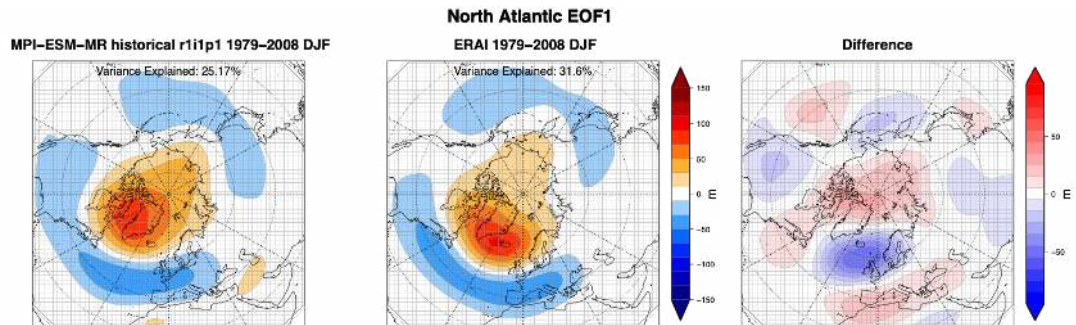 North Atlantic EOF1
MPI-ESM-MR historical r1i1p1 1979-2008 DJF
ERAI 1979-2008 DJF
Difference
Variance Explained: 25.17%
Variance Explained: 31.6%
150
100
50
0
-50
-100
-150
m
50
0
-50
m